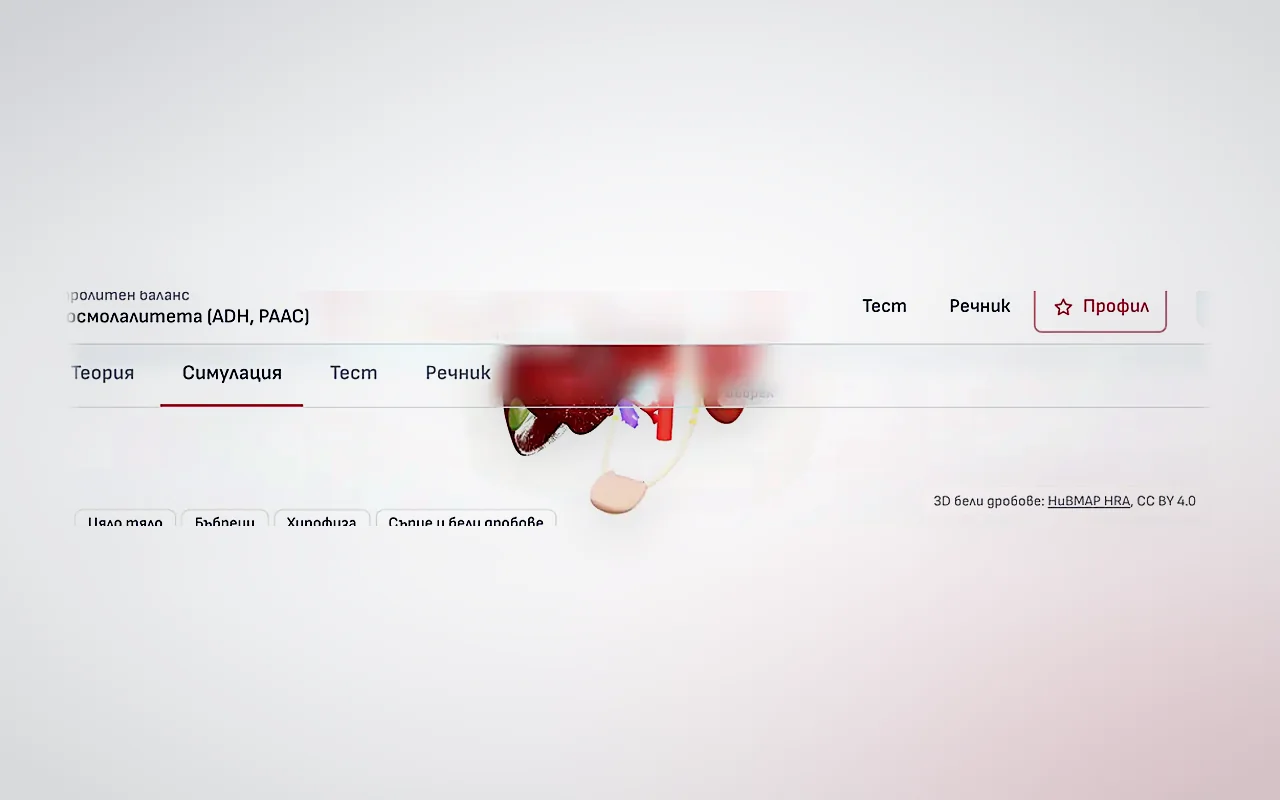 баланс
осмолалитета (ADH, РААС)
Тест
Речник
Профил
Теория
Симулация
Тест
Речник
3D бели дробове: HuBMAP HRA, CC BY 4.0
Цяло тяло
Бъбреци
Хипофиза
Сърце и бели дробове